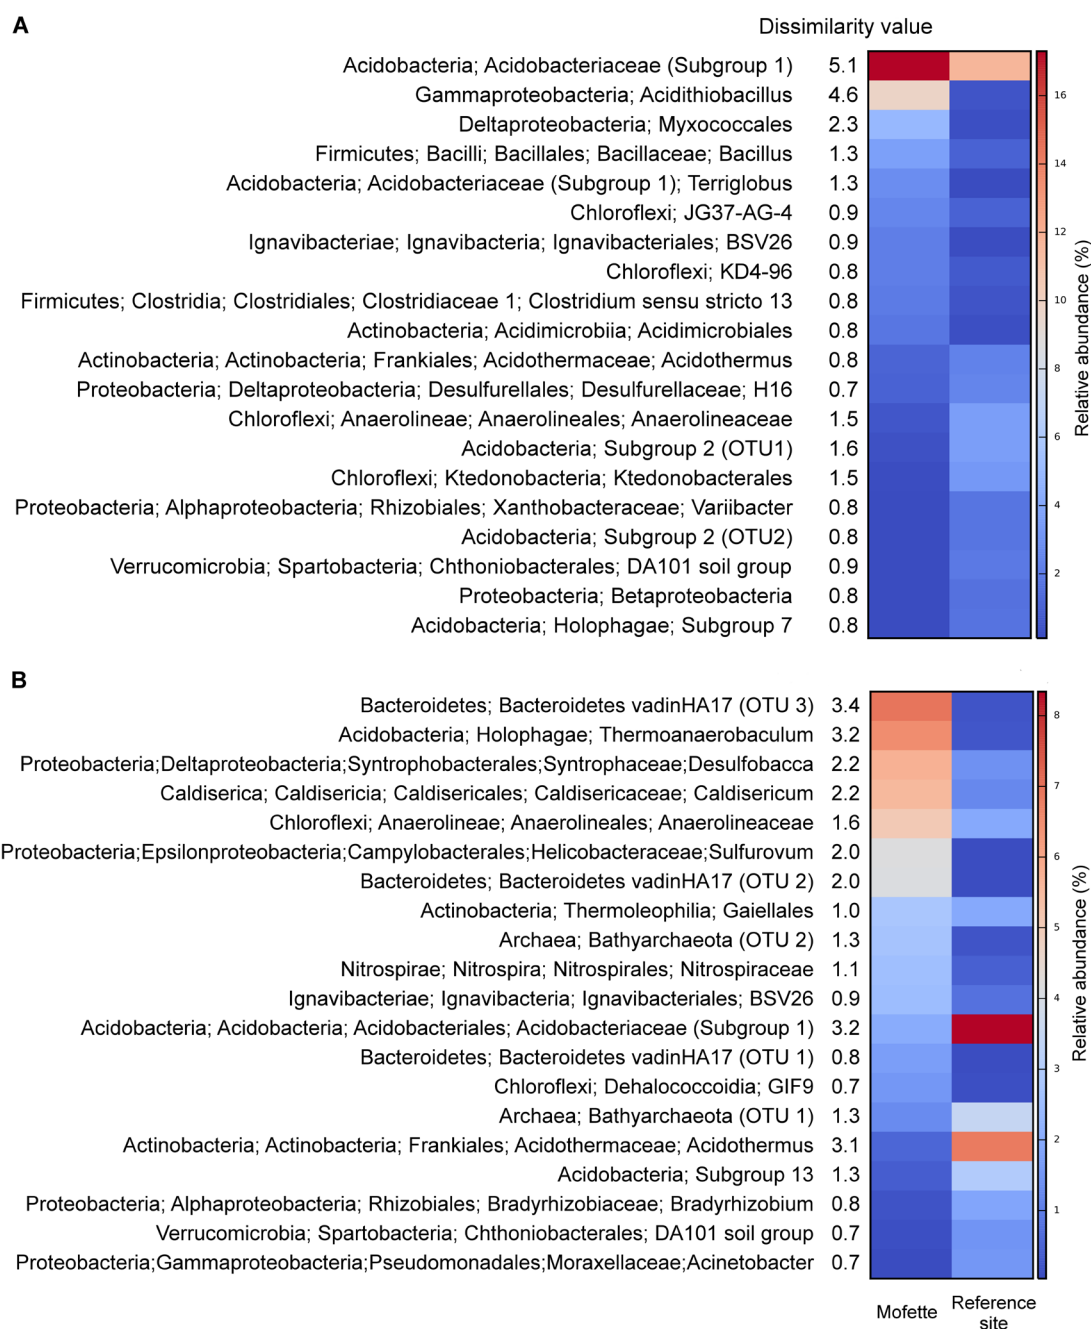 A
Dissimilarity value
Acidobacteria; Acidobacteriaceae (Subgroup 1) 5.1
Gammaproteobacteria; Acidithiobacillus 4.6
Deltaproteobacteria; Myxococcales 2.3
Firmicutes; Bacilli; Bacillales; Bacillaceae; Bacillus 1.3
Acidobacteria; Acidobacteriaceae (Subgroup 1); Terriglobus 1.3
Chloroflexi; JG37-AG-4 0.9
Ignavibacteriae; Ignavibacteria; Ignavibacteriales; BSV26 0.9
Chloroflexi; KD4-96 0.8
Firmicutes; Clostridia; Clostridiales; Clostridiaceae 1; Clostridium sensu stricto 13 0.8
Actinobacteria; Acidimicrobiia; Acidimicrobiales 0.8
Actinobacteria; Actinobacteria; Frankiales; Acidothermaceae; Acidothermus 0.8
Proteobacteria; Deltaproteobacteria; Desulfurellales; Desulfurellaceae; H16 0.7
Chloroflexi; Anaerolineae; Anaerolineales; Anaerolineaceae 1.5
Acidobacteria; Subgroup 2 (OTU1) 1.6
Chloroflexi; Ktedonobacteria; Ktedonobacterales 1.5
Proteobacteria; Alphaproteobacteria; Rhizobiales; Xanthobacteraceae; Variibacter 0.8
Acidobacteria; Subgroup 2 (OTU2) 0.8
Verrucomicrobia; Spartobacteria; Chthoniobacterales; DA101 soil group 0.9
Proteobacteria; Betaproteobacteria 0.8
Acidobacteria; Holophagae; Subgroup 7 0.8
16
14
12
10
8
6
4
2
Relative abundance (%)
B
Bacteroidetes; Bacteroidetes vadinHA17 (OTU 3) 3.4
Acidobacteria; Holophagae; Thermoanaerobaculum 3.2
Proteobacteria;Deltaproteobacteria;Syntrophobacterales;Syntrophaceae;Desulfobacca 2.2
Caldiserica; Caldisericia; Caldisericales; Caldisericaceae; Caldisericum 2.2
Chloroflexi; Anaerolineae; Anaerolineales; Anaerolineaceae 1.6
Proteobacteria;Epsilonproteobacteria;Campylobacterales;Helicobacteraceae;Sulfurovum 2.0
Bacteroidetes; Bacteroidetes vadinHA17 (OTU 2) 2.0
Actinobacteria; Thermoleophilia; Gaiellales 1.0
Archaea; Bathyarchaeota (OTU 2) 1.3
Nitrospirae; Nitrospira; Nitrospirales; Nitrospiraceae 1.1
Ignavibacteriae; Ignavibacteria; Ignavibacteriales; BSV26 0.9
Acidobacteria; Acidobacteria; Acidobacteriales; Acidobacteriaceae (Subgroup 1) 3.2
Bacteroidetes; Bacteroidetes vadinHA17 (OTU 1) 0.8
Chloroflexi; Dehalococcoidia; GIF9 0.7
Archaea; Bathyarchaeota (OTU 1) 1.3
Actinobacteria; Actinobacteria; Frankiales; Acidothermaceae; Acidothermus 3.1
Acidobacteria; Subgroup 13 1.3
Proteobacteria; Alphaproteobacteria; Rhizobiales; Bradyrhizobiaceae; Bradyrhizobium 0.8
Verrucomicrobia; Spartobacteria; Chthoniobacterales; DA101 soil group 0.7
Proteobacteria;Gammaproteobacteria;Pseudomonadales;Moraxellaceae;Acinetobacter 0.7
8
7
6
5
4
3
2
1
Relative abundance (%)
Mofette
Reference
site